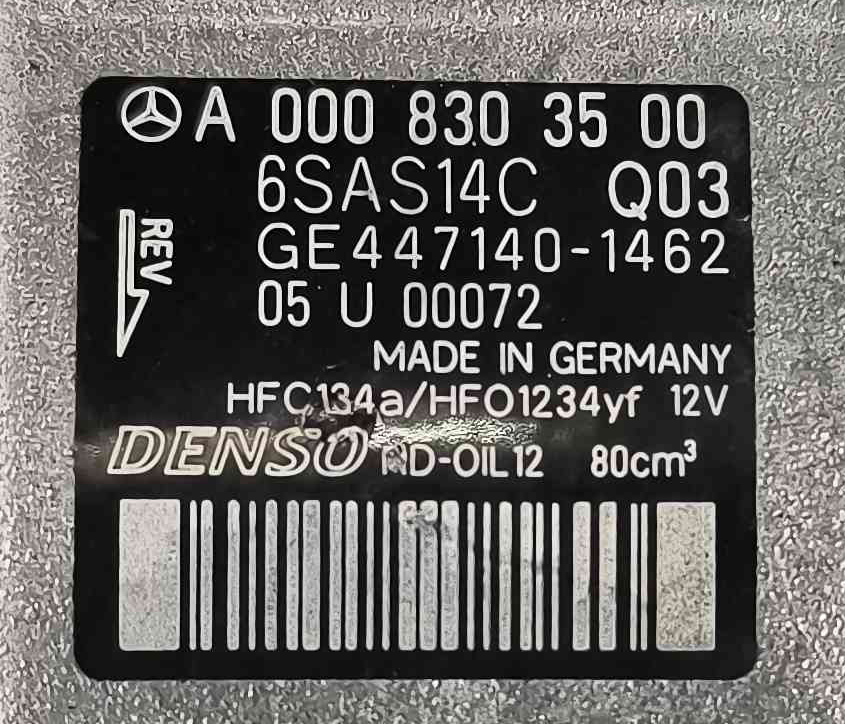 A 000 830 35 00
6SAS14C Q03
REV
GE447140-1462
05 U 00072
MADE IN GERMANY
HFC134a/HFO1234yf 12V
DENSO ND-OIL12 80cm³